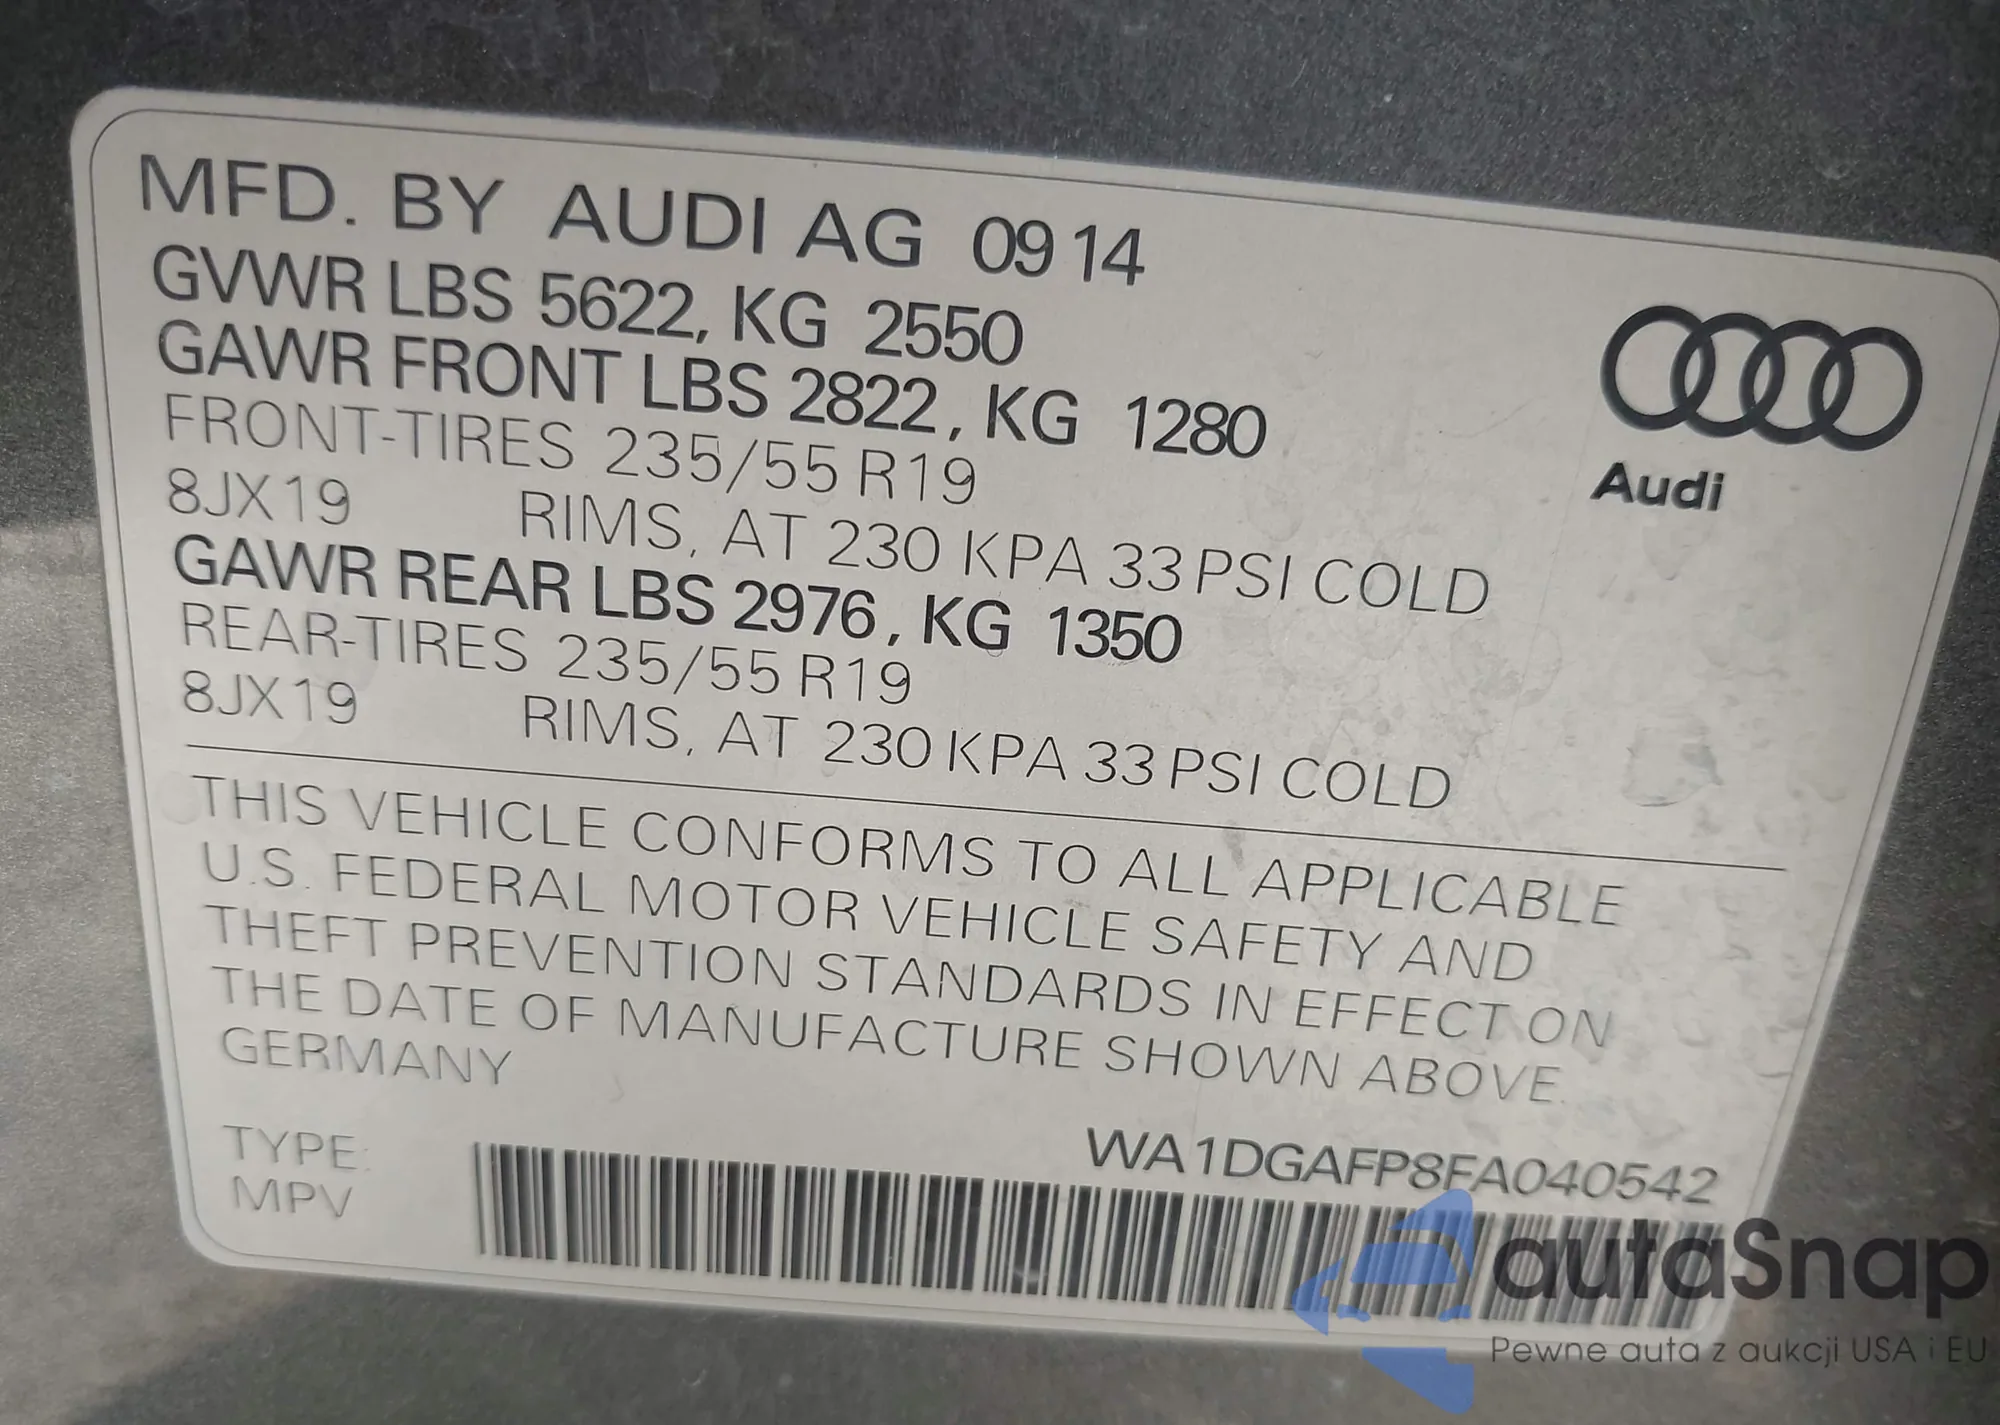 MFD. BY AUDI AG 09 14
GVWR LBS 5622, KG 2550
GAWR FRONT LBS 2822, KG 1280
FRONT-TIRES 235/55 R19
8JX19 RIMS, AT 230 KPA 33 PSI COLD
GAWR REAR LBS 2976, KG 1350
REAR-TIRES 235/55 R19
8JX19 RIMS, AT 230 KPA 33 PSI COLD
Audi
THIS VEHICLE CONFORMS TO ALL APPLICABLE
U.S. FEDERAL MOTOR VEHICLE SAFETY AND
THEFT PREVENTION STANDARDS IN EFFECT ON
THE DATE OF MANUFACTURE SHOWN ABOVE.
GERMANY
TYPE:
MPV
WA1DGAFP8FA040542
autaSnap
Pewne auta z aukcji USA i EU